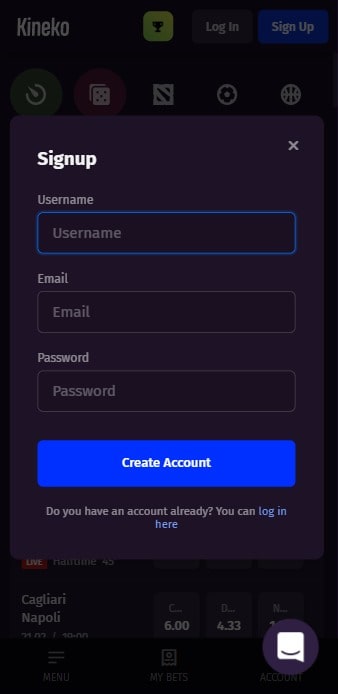 Kineko
Log In
Sign Up
Signup
Username
Username
Email
Email
Password
Password
Create Account
Do you have an account already? You can log in
here
LIVE Halftime 45
Cagliari
Napoli
C...
6.00
D...
4.33
N...
21.02 / 19:00
MENU
MY BETS
ACCOUNT